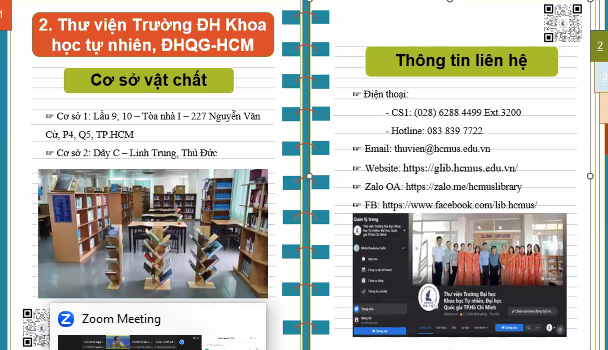 2. Thư viện Trường ĐH Khoa
học tự nhiên, ĐHQG-HCM
Cơ sở vật chất
☞ Cơ sở 1: Lầu 9, 10 – Tòa nhà I – 227 Nguyễn Văn
Cừ, P4, Q5, TP.HCM
☞ Cơ sở 2: Dãy C – Linh Trung, Thủ Đức
Zoom Meeting
Thông tin liên hệ
☞ Điện thoại:
- CS1: (028) 6288 4499 Ext.3200
- Hotline: 083 839 7722
☞ Email: thuvien@hcmus.edu.vn
☞ Website: https://glib.hcmus.edu.vn/
☞ Zalo OA: https://zalo.me/hcmuslibrary
☞ FB: https://www.facebook.com/lib.hcmus/
Quản lý trang
Thư viện Trường Đại học
Khoa học Tự nhiên, Đại học
Quốc gia TP.Hồ Chí Minh
2